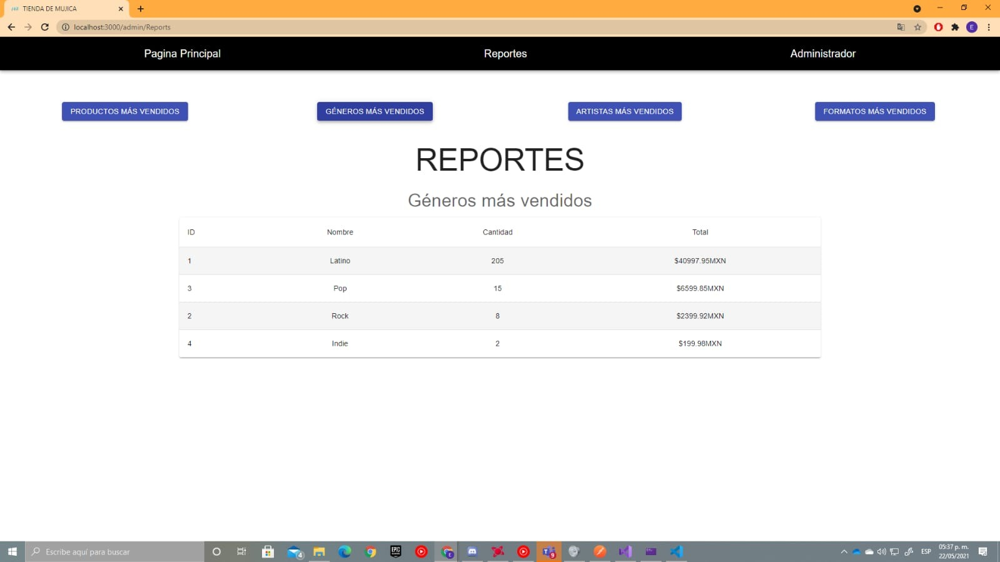 TIENDA DE MUJICA
localhost:3000/admin/Reports
E
Pagina Principal Reportes Administrador
PRODUCTOS MÁS VENDIDOS GÉNEROS MÁS VENDIDOS ARTISTAS MÁS VENDIDOS FORMATOS MÁS VENDIDOS
REPORTES
Géneros más vendidos
ID Nombre Cantidad Total
1 Latino 205 $40997.95MXN
3 Pop 15 $6599.85MXN
2 Rock 8 $2399.92MXN
4 Indie 2 $199.98MXN
Escribe aquí para buscar
4
EPIC
E
9
ESP
05:37 p. m.
22/05/2021